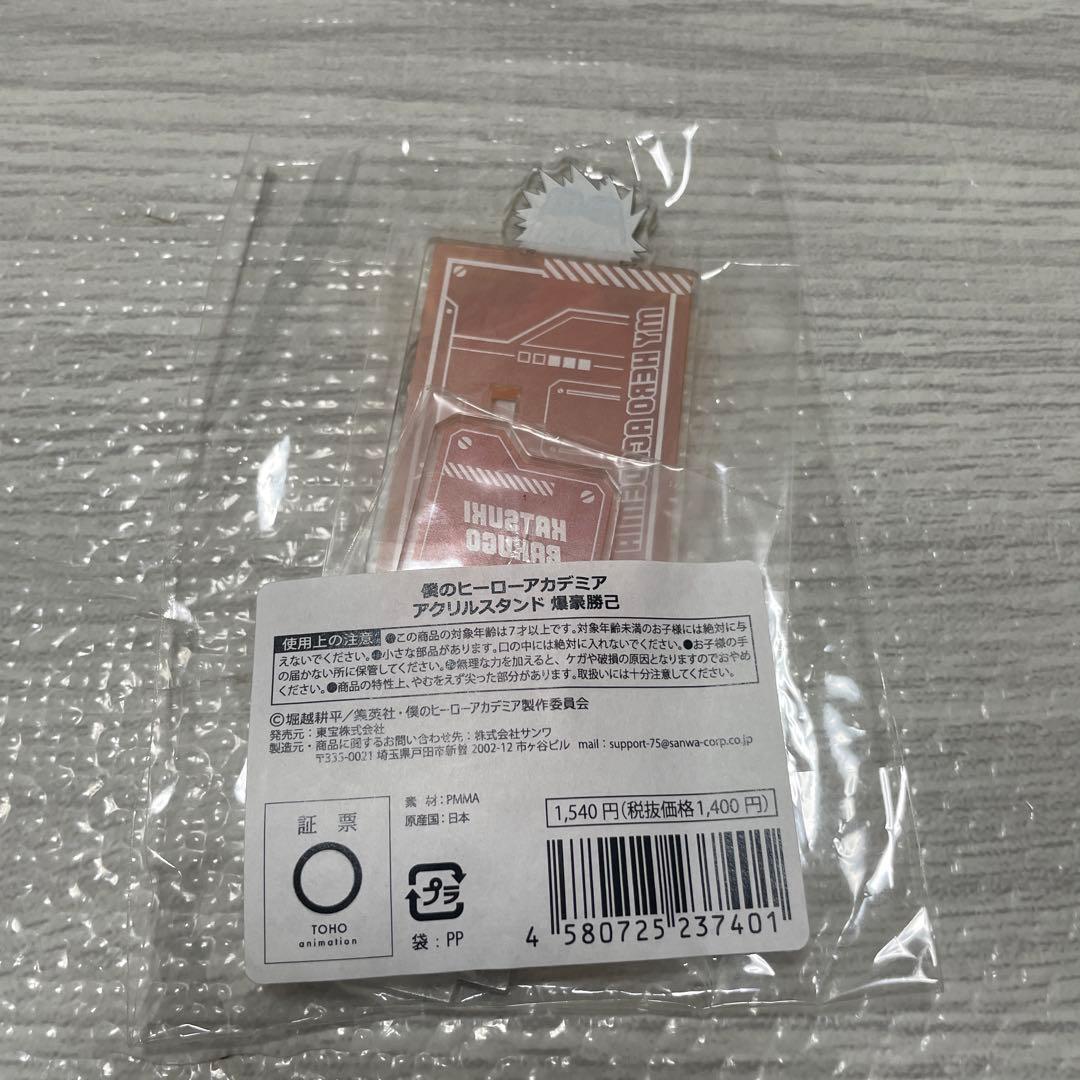 MY HERO ACADEMIA
KATSUKI
BAKUGO
僕のヒーローアカデミア
アクリルスタンド 爆豪勝己
使用上の注意 ●この商品の対象年齢は7才以上です。対象年齢未満のお子様には絶対に与
えないでください。●小さな部品があります。口の中には絶対に入れないでください。●お子様の手
の届かない所に保管してください。●無理な力を加えると、ケガや破損の原因となりますのでおやめ
ください。●商品の特性上、やむをえず尖った部分があります。取扱いには十分注意してください。
©堀越耕平／集英社・僕のヒーローアカデミア製作委員会
発売元：東宝株式会社
製造元・商品に関するお問い合わせ先：株式会社サンワ
〒335-0021 埼玉県戸田市新曽 2002-12 市ヶ谷ビル mail：support-75@sanwa-corp.co.jp
証票
TOHO
animation
素 材：PMMA
原産国：日本
プラ
袋：PP
1,540円(税抜価格1,400円)
4 580725 237401